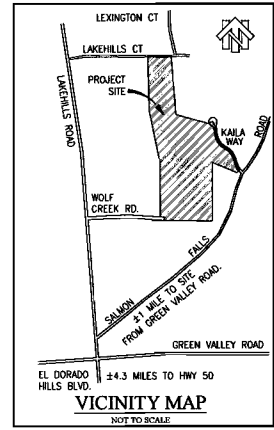 LEXINGTON CT
N
LAKEHILLS CT
PROJECT
SITE
LAKEHILLS ROAD
KAILA
WAY
ROAD
WOLF
CREEK RD.
FALLS
SALMON
±1 MILE TO SITE
FROM GREEN VALLEY ROAD.
GREEN VALLEY ROAD
EL DORADO
HILLS BLVD.
±4.3 MILES TO HWY 50
VICINITY MAP
NOT TO SCALE